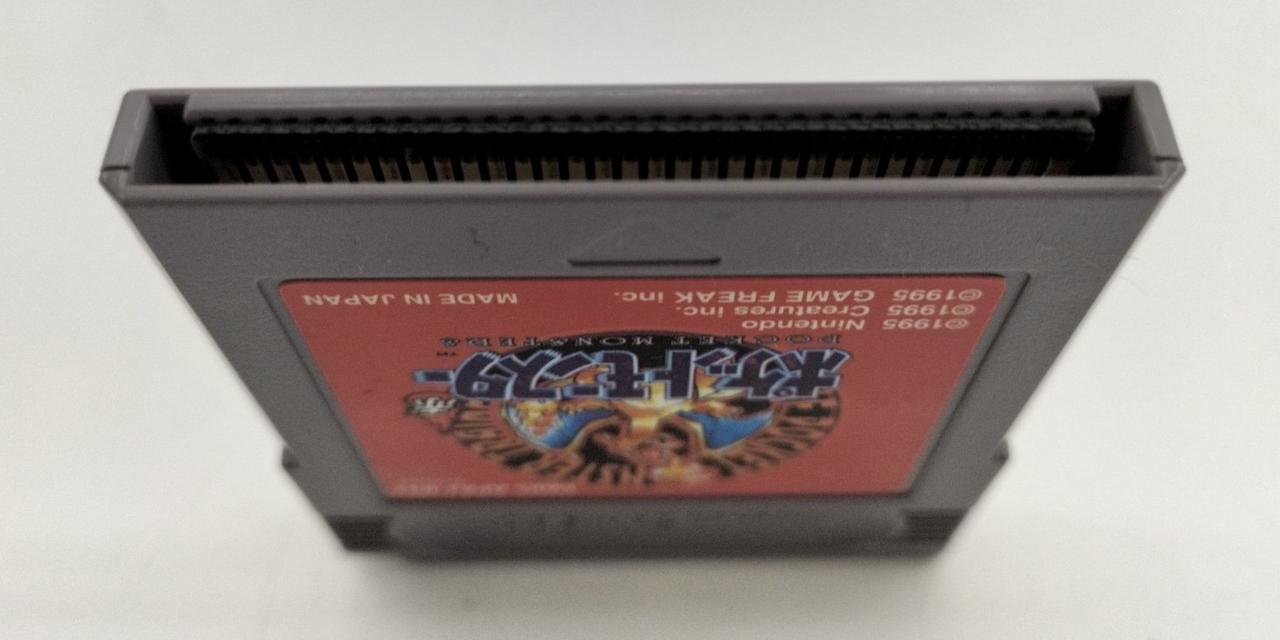 ポケットモンスター
TM
POCKET MONSTERS
©1995 Nintendo
©1995 Creatures inc.
©1995 GAME FREAK inc. MADE IN JAPAN